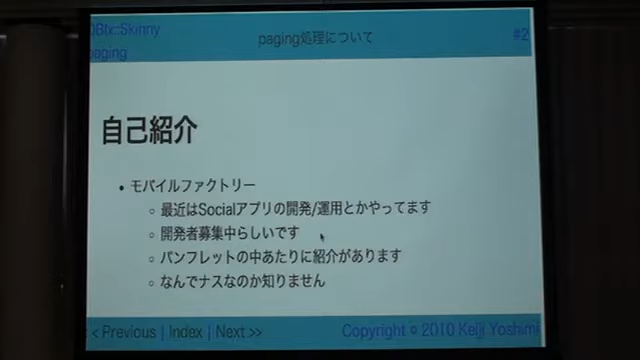 DBIx::Skinny
paging
paging処理について
#2
自己紹介
• モバイルファクトリー
○ 最近はSocialアプリの開発/運用とかやってます
○ 開発者募集中らしいです
○ パンフレットの中あたりに紹介があります
○ なんでナスなのか知りません
< Previous | Index | Next >>
Copyright © 2010 Keiji Yoshimi